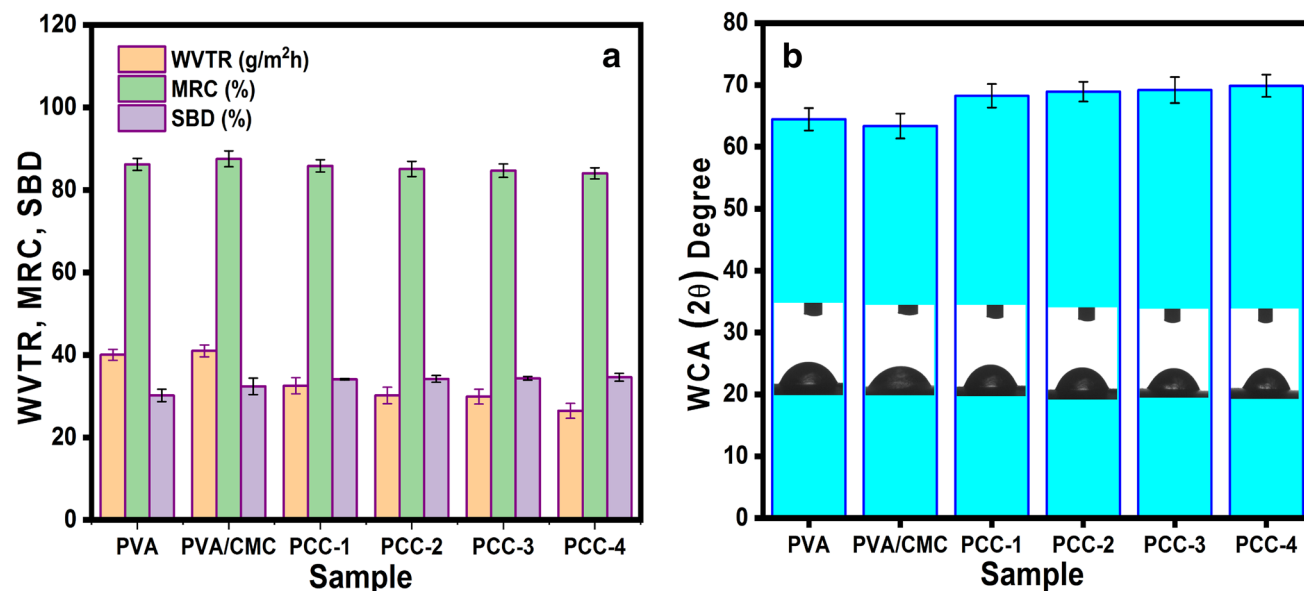 a
WVTR (g/m²h)
MRC (%)
SBD (%)
WVTR, MRC, SBD
120
100
80
60
40
20
0
PVA PVA/CMC PCC-1 PCC-2 PCC-3 PCC-4
Sample
b
WCA (2θ) Degree
80
70
60
50
40
30
20
10
0
PVA PVA/CMC PCC-1 PCC-2 PCC-3 PCC-4
Sample